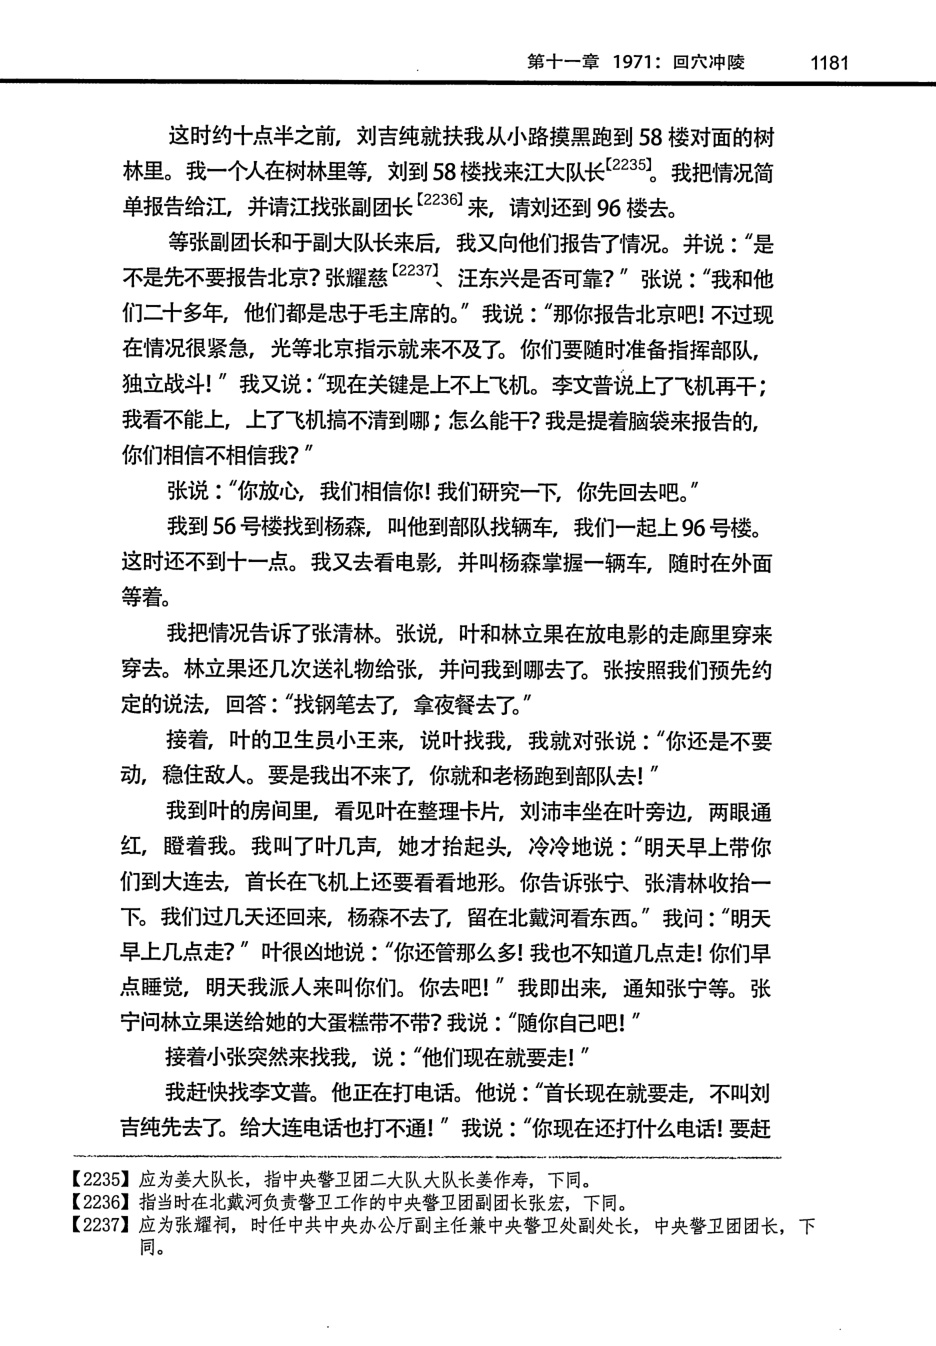 第十一章 1971：回穴冲陵 1181
这时约十点半之前，刘吉纯就扶我从小路摸黑跑到 58 楼对面的树
林里。我一个人在树林里等，刘到 58 楼找来江大队长【2235】。我把情况简
单报告给江，并请江找张副团长【2236】来，请刘还到 96 楼去。
等张副团长和于副大队长来后，我又向他们报告了情况。并说：“是
不是先不要报告北京？张耀慈【2237】、汪东兴是否可靠？”张说：“我和他
们二十多年，他们都是忠于毛主席的。”我说：“那你报告北京吧！不过现
在情况很紧急，光等北京指示就来不及了。你们要随时准备指挥部队，
独立战斗！”我又说：“现在关键是上不上飞机。李文普说上了飞机再干；
我看不能上，上了飞机搞不清到哪；怎么能干？我是提着脑袋来报告的，
你们相信不相信我？”
张说：“你放心，我们相信你！我们研究一下，你先回去吧。”
我到 56 号楼找到杨森，叫他到部队找辆车，我们一起上 96 号楼。
这时还不到十一点。我又去看电影，并叫杨森掌握一辆车，随时在外面
等着。
我把情况告诉了张清林。张说，叶和林立果在放电影的走廊里穿来
穿去。林立果还几次送礼物给张，并问我到哪去了。张按照我们预先约
定的说法，回答：“找钢笔去了，拿夜餐去了。”
接着，叶的卫生员小王来，说叶找我，我就对张说：“你还是不要
动，稳住敌人。要是我出不来了，你就和老杨跑到部队去！”
我到叶的房间里，看见叶在整理卡片，刘沛丰坐在叶旁边，两眼通
红，瞪着我。我叫了叶几声，她才抬起头，冷冷地说：“明天早上带你
们到大连去，首长在飞机上还要看看地形。你告诉张宁、张清林收拾一
下。我们过几天还回来，杨森不去了，留在北戴河看东西。”我问：“明天
早上几点走？”叶很凶地说：“你还管那么多！我也不知道几点走！你们早
点睡觉，明天我派人来叫你们。你去吧！”我即出来，通知张宁等。张
宁问林立果送给她的大蛋糕带不带？我说：“随你自己吧！”
接着小张突然来找我，说：“他们现在就要走！”
我赶快找李文普。他正在打电话。他说：“首长现在就要走，不叫刘
吉纯先去了。给大连电话也打不通！”我说：“你现在还打什么电话！要赶
【2235】应为姜大队长，指中央警卫团二大队大队长姜作寿，下同。
【2236】指当时在北戴河负责警卫工作的中央警卫团副团长张宏，下同。
【2237】应为张耀祠，时任中共中央办公厅副主任兼中央警卫处副处长，中央警卫团团长，下
同。